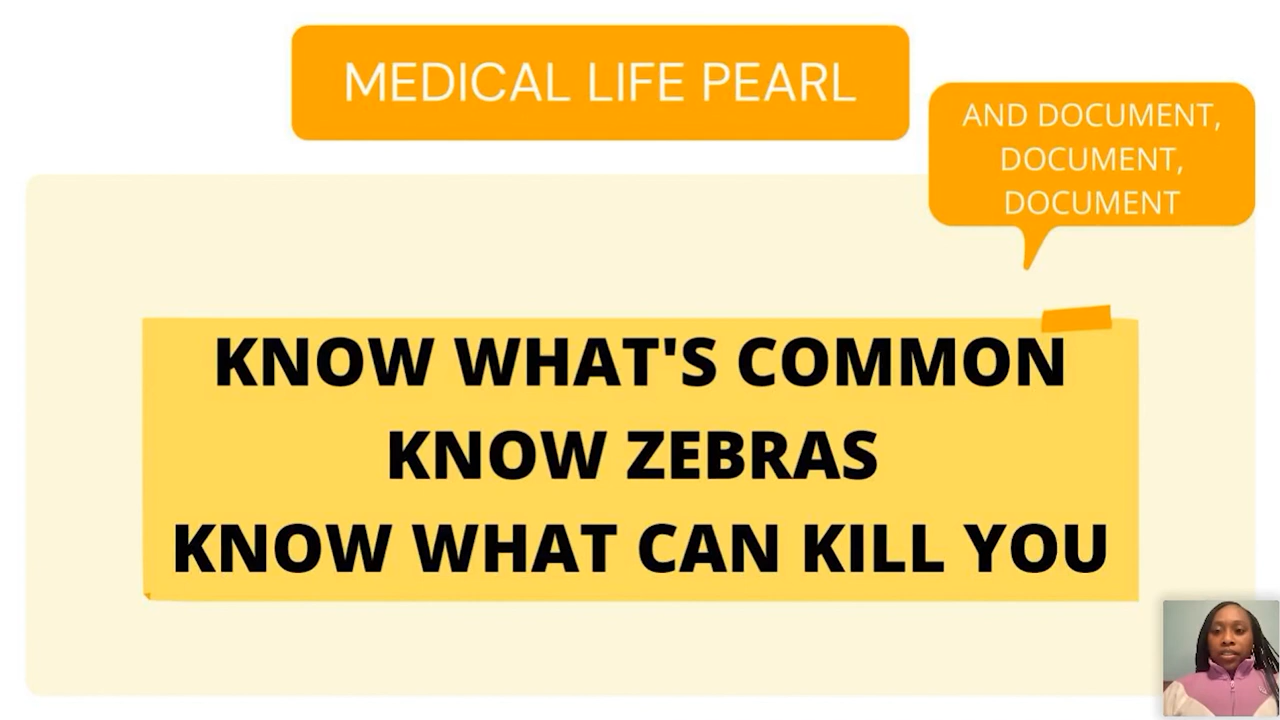 MEDICAL LIFE PEARL
AND DOCUMENT,
DOCUMENT,
DOCUMENT
KNOW WHAT'S COMMON
KNOW ZEBRAS
KNOW WHAT CAN KILL YOU